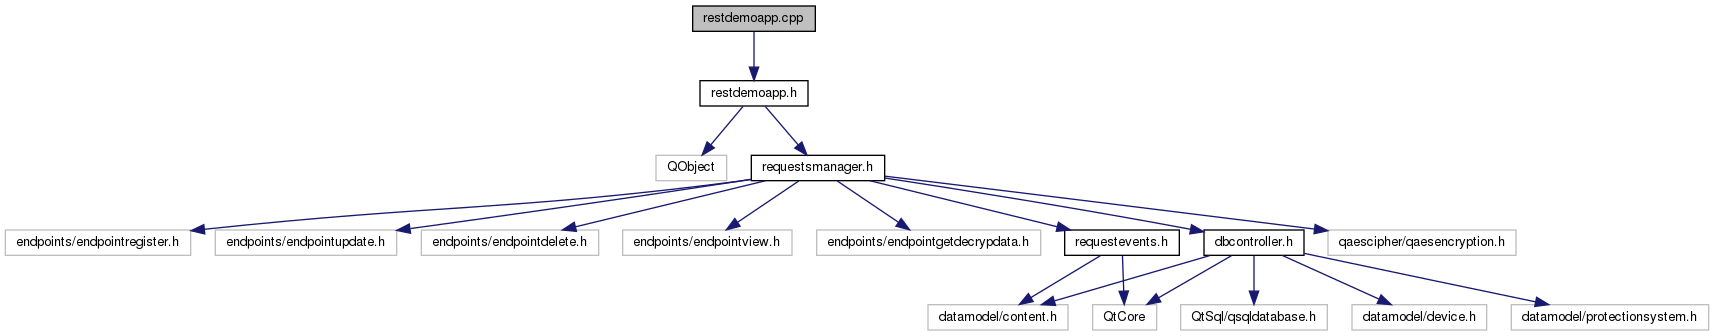 restdemoapp.cpp
restdemoapp.h
QObject
requestsmanager.h
endpoints/endpointregister.h
endpoints/endpointupdate.h
endpoints/endpointdelete.h
endpoints/endpointview.h
endpoints/endpointgetdecrypdata.h
requestevents.h
dbcontroller.h
qaescipher/qaesencryption.h
datamodel/content.h
QtCore
QtSql/qsqldatabase.h
datamodel/device.h
datamodel/protectionsystem.h